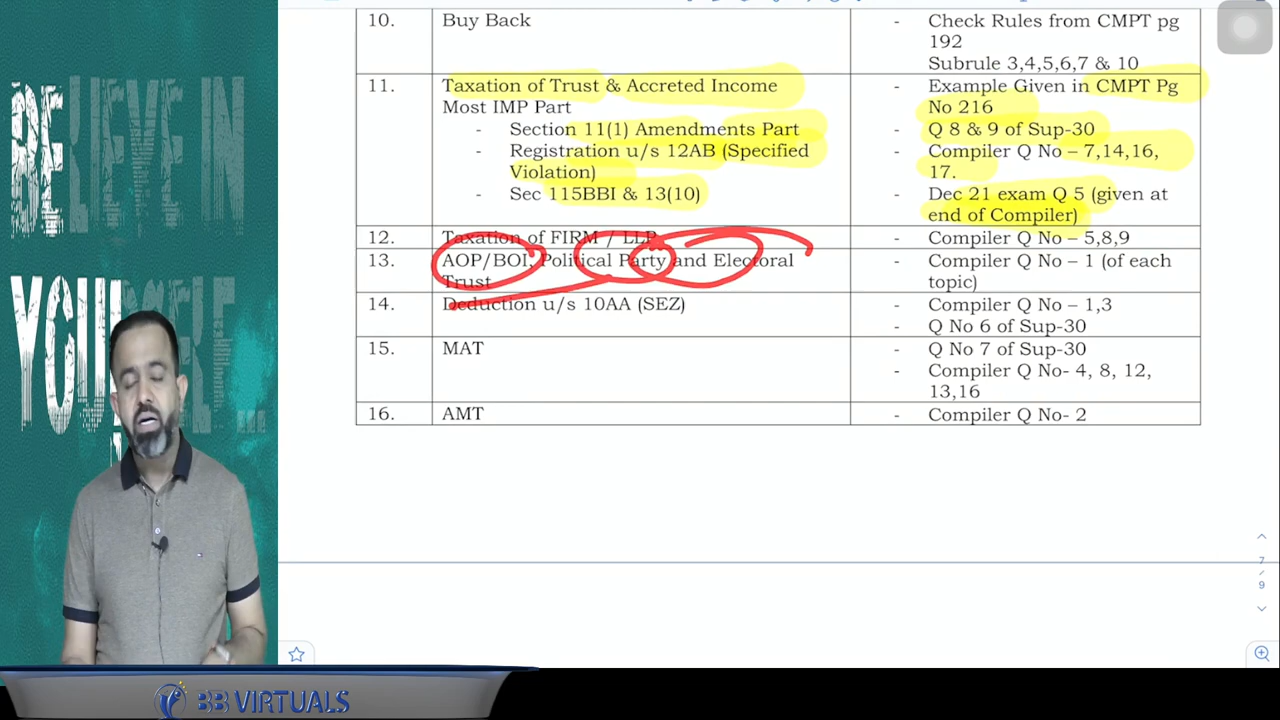 BELIEVE IN
YOURSELF
10. Buy Back - Check Rules from CMPT pg
192
Subrule 3,4,5,6,7 & 10
11. Taxation of Trust & Accreted Income - Example Given in CMPT Pg
Most IMP Part No 216
- Section 11(1) Amendments Part - Q 8 & 9 of Sup-30
- Registration u/s 12AB (Specified - Compiler Q No – 7,14,16,
Violation) 17.
- Sec 115BBI & 13(10) - Dec 21 exam Q 5 (given at
end of Compiler)
12. Taxation of FIRM / LLP - Compiler Q No – 5,8,9
13. AOP/BOI, Political Party and Electoral - Compiler Q No – 1 (of each
Trust topic)
14. Deduction u/s 10AA (SEZ) - Compiler Q No – 1,3
- Q No 6 of Sup-30
15. MAT - Q No 7 of Sup-30
- Compiler Q No- 4, 8, 12,
13,16
16. AMT - Compiler Q No- 2
7
/
9
BB VIRTUALS